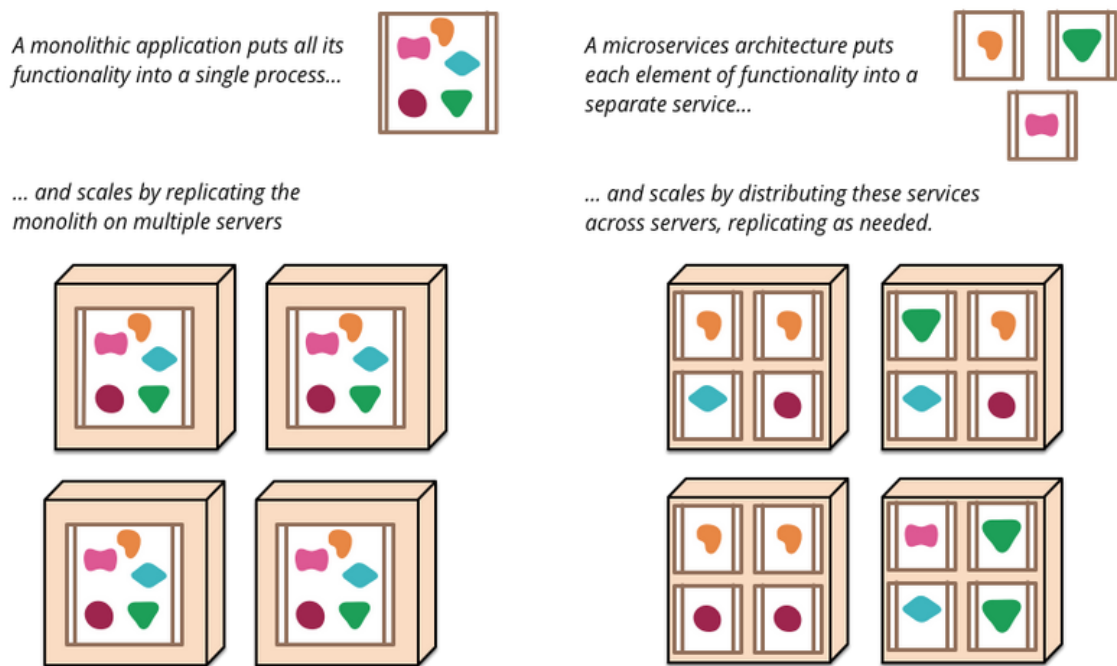 A monolithic application puts all its
functionality into a single process...
... and scales by replicating the
monolith on multiple servers
A microservices architecture puts
each element of functionality into a
separate service...
... and scales by distributing these services
across servers, replicating as needed.